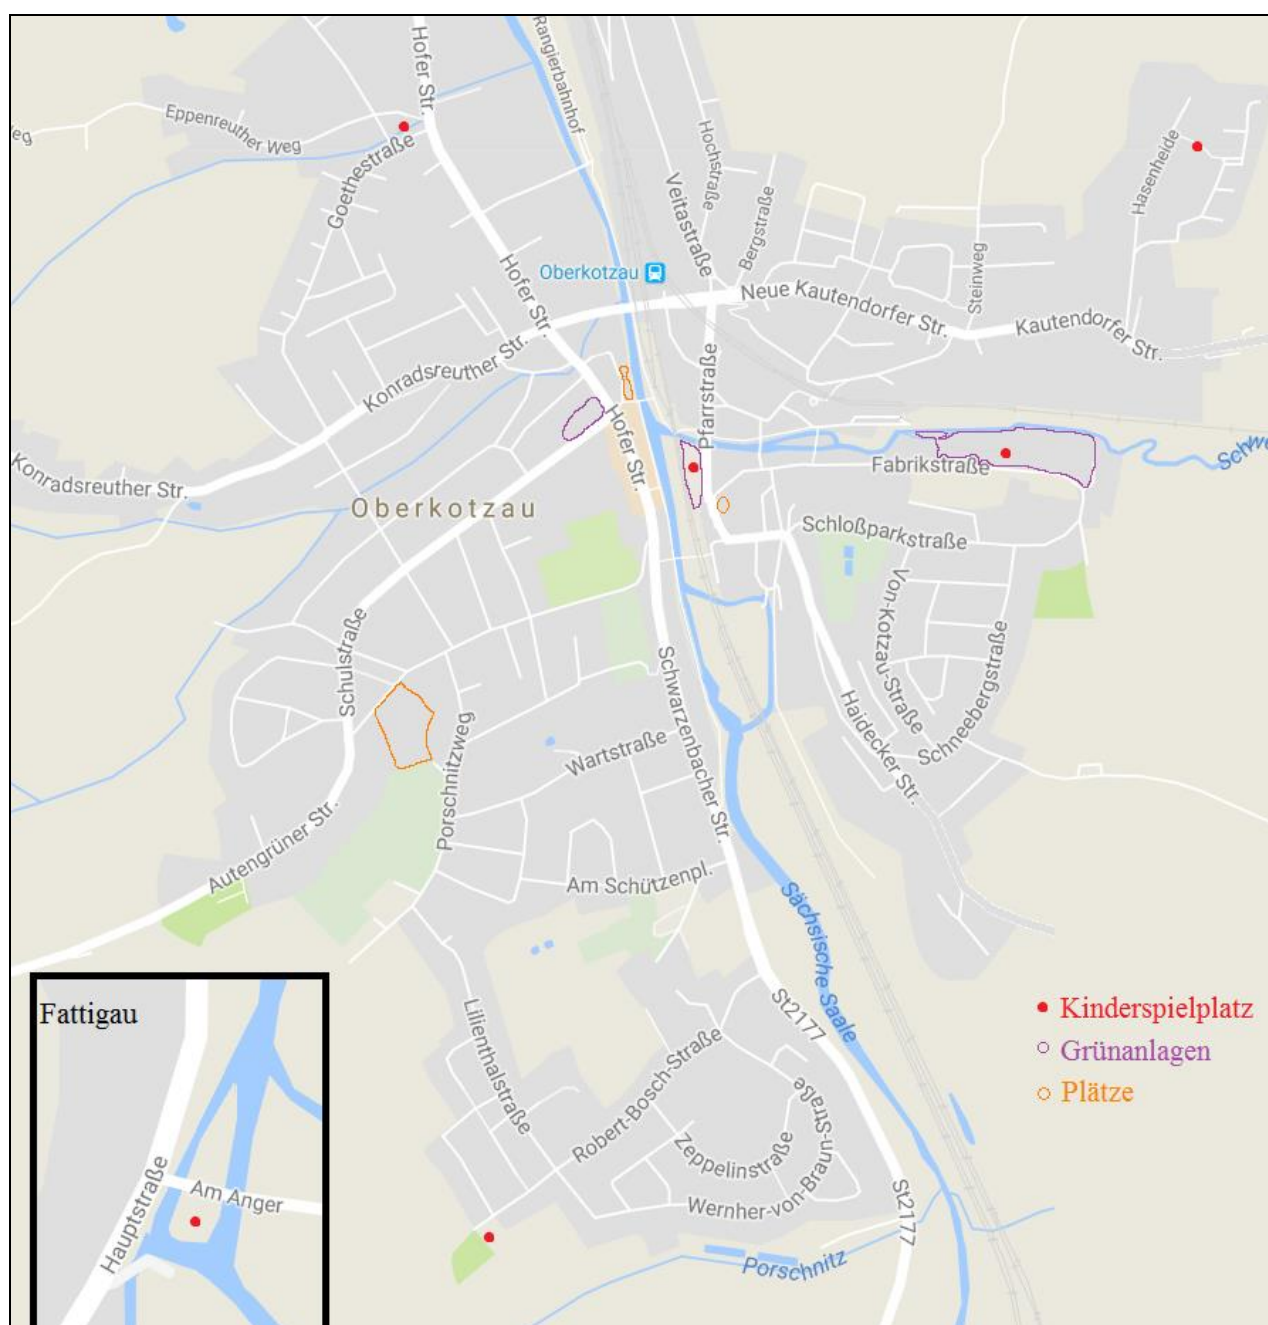 Hofer Str.
Rangierbahnhof
Eppenreuther Weg
eg
Goethestraße
Hochstraße
Veitastraße
Bergstraße
Hasenheide
Steinweg
Oberkotzau
Hofer Str.
Neue Kautendorfer Str.
Kautendorfer Str.
Konradsreuther Str.
Pfarrstraße
Hofer Str.
Konradsreuther Str.
Fabrikstraße
Schwe
Oberkotzau
Schloßparkstraße
Von-Kotzau-Straße
Schulstraße
Schwarzenbacher Str.
Haidecker Str.
Schneebergstraße
Porschnitzweg
Wartstraße
Autengrüner Str.
Am Schützenpl.
Sächsische Saale
St2177
Lilienthalstraße
Robert-Bosch-Straße
Zeppelinstraße
Wernher-von-Braun-Straße
St2177
Porschnitz
Fattigau
Hauptstraße
Am Anger
Kinderspielplatz
Grünanlagen
Plätze